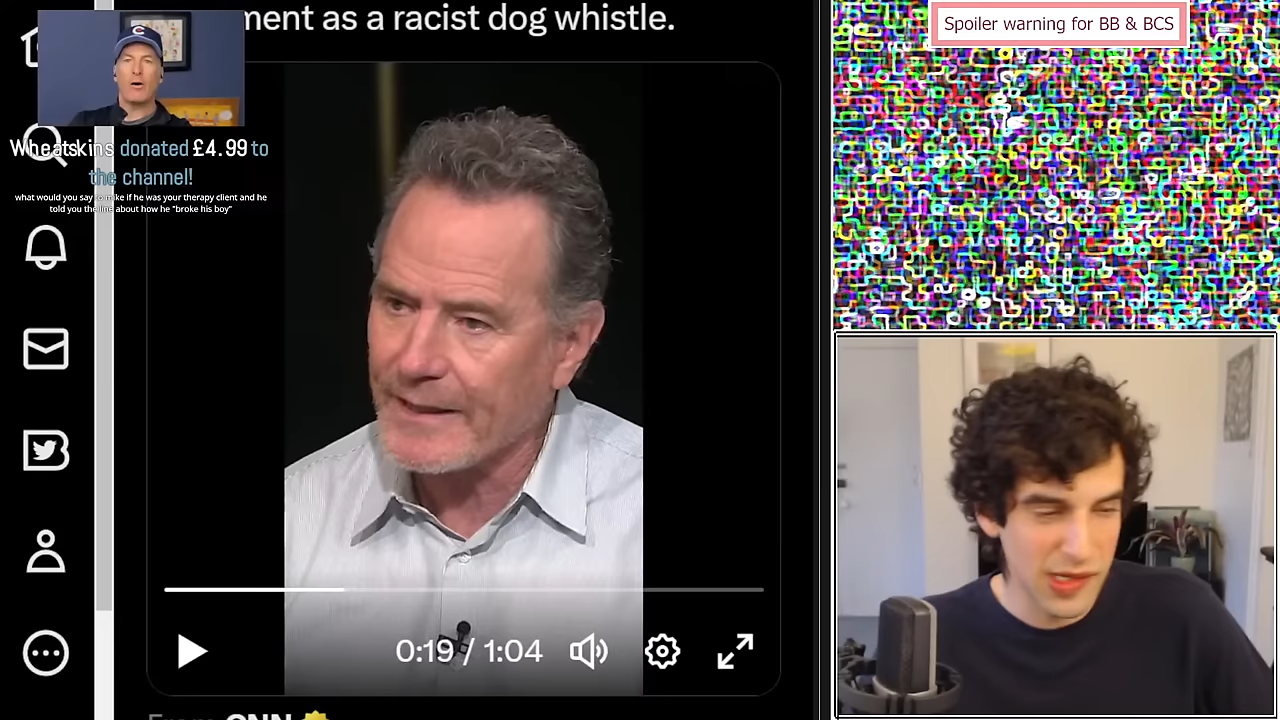 ment as a racist dog whistle.
Spoiler warning for BB & BCS
Wheatskins donated £4.99 to
the channel!
what would you say to mike if he was your therapy client and he
told you the line about how he "broke his boy"
0:19 / 1:04
From CNN